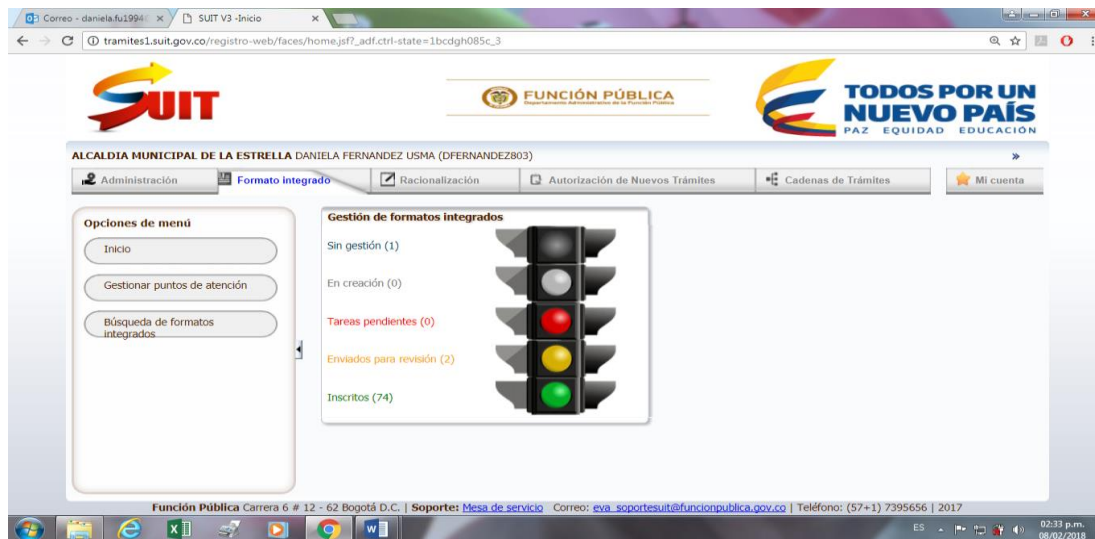 Correo - daniela.fu1994
SUIT V3 -Inicio
tramites1.suit.gov.co/registro-web/faces/home.jsf?_adf.ctrl-state=1bcdgh085c_3
SUIT
FUNCIÓN PÚBLICA
Departamento Administrativo de la Función Pública
TODOS POR UN
NUEVO PAÍS
PAZ EQUIDAD EDUCACIÓN
ALCALDIA MUNICIPAL DE LA ESTRELLA DANIELA FERNANDEZ USMA (DFERNANDEZ803)
»
Administración Formato integrado Racionalización Autorización de Nuevos Trámites Cadenas de Trámites Mi cuenta
Opciones de menú
Inicio
Gestionar puntos de atención
Búsqueda de formatos
integrados
Gestión de formatos integrados
Sin gestión (1)
En creación (0)
Tareas pendientes (0)
Enviados para revisión (2)
Inscritos (74)
Función Pública Carrera 6 # 12 - 62 Bogotá D.C. | Soporte: Mesa de servicio Correo: eva_soportesuit@funcionpublica.gov.co | Teléfono: (57+1) 7395656 | 2017
ES
02:33 p.m.
08/02/2018